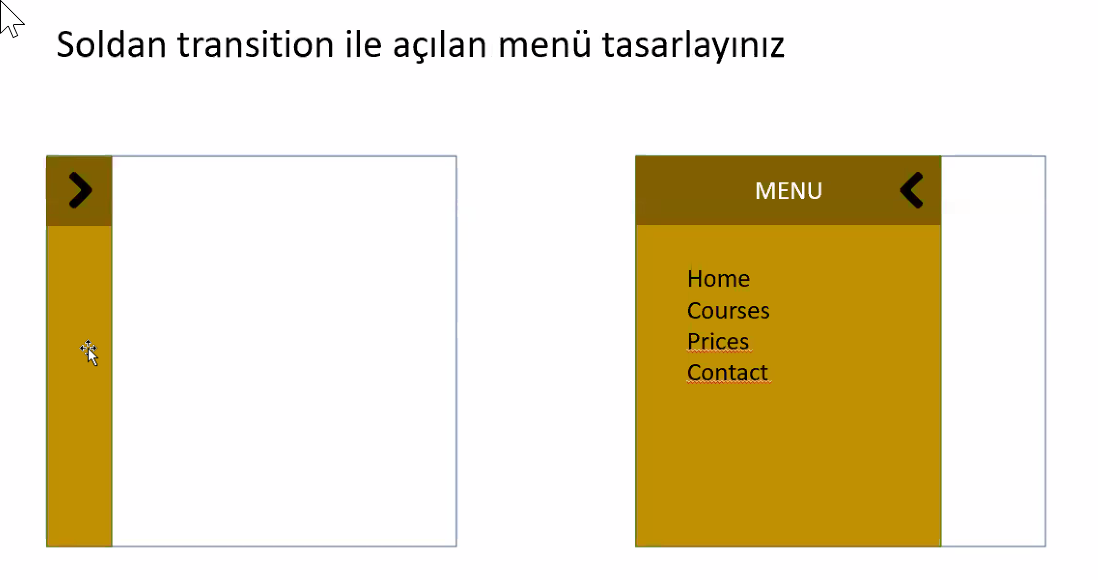 Soldan transition ile açılan menü tasarlayınız
MENU
Home
Courses
Prices
Contact